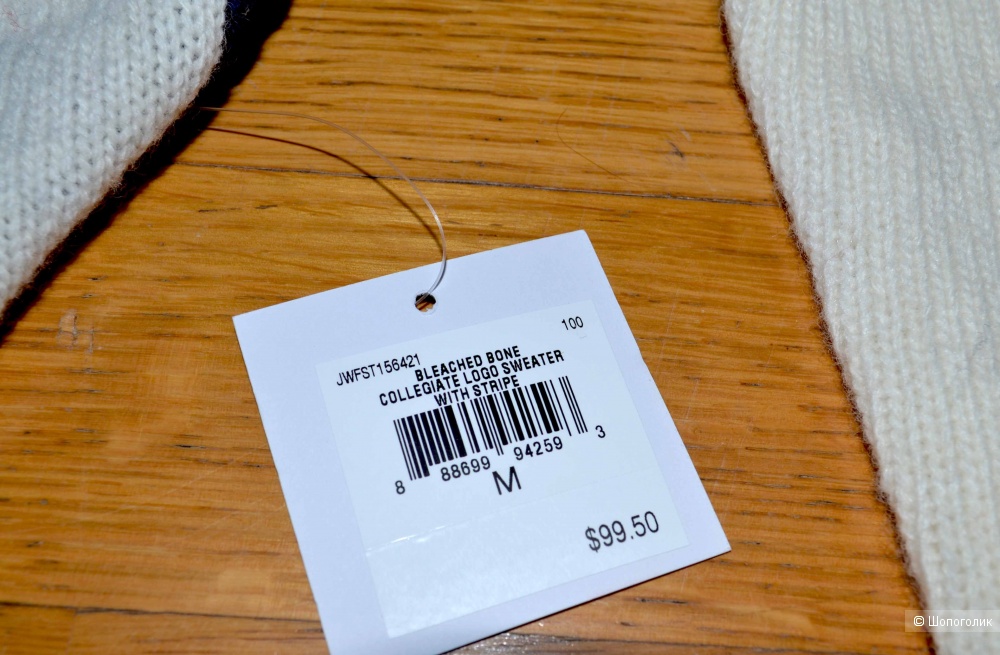 100
JWFST156421
BLEACHED BONE
COLLEGIATE LOGO SWEATER
WITH STRIPE
8 88699 94259 3
M
$99.50
© Шопоголик